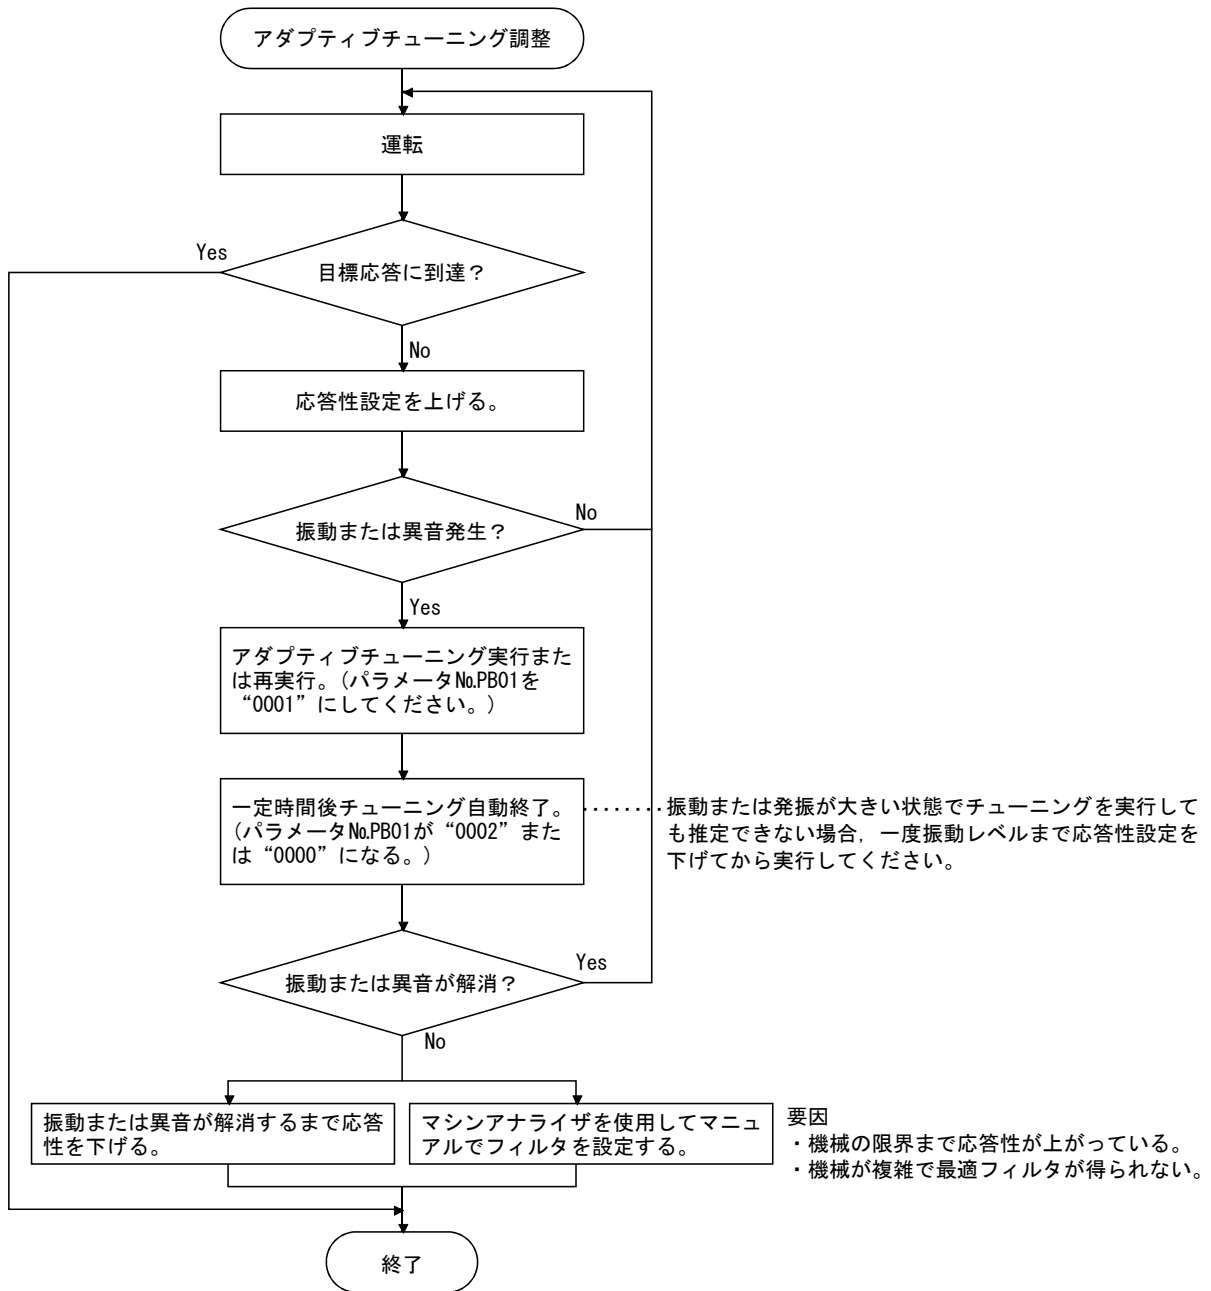 アダプティブチューニング調整
運転
Yes
目標応答に到達？
No
応答性設定を上げる。
No
振動または異音発生？
Yes
アダプティブチューニング実行また
は再実行。（パラメータ№PB01を
“0001”にしてください。）
一定時間後チューニング自動終了。
（パラメータ№PB01が“0002”また
は“0000”になる。）
振動または発振が大きい状態でチューニングを実行して
も推定できない場合，一度振動レベルまで応答性設定を
下げてから実行してください。
Yes
振動または異音が解消？
No
振動または異音が解消するまで応答
性を下げる。
マシンアナライザを使用してマニュ
アルでフィルタを設定する。
要因
・機械の限界まで応答性が上がっている。
・機械が複雑で最適フィルタが得られない。
終了